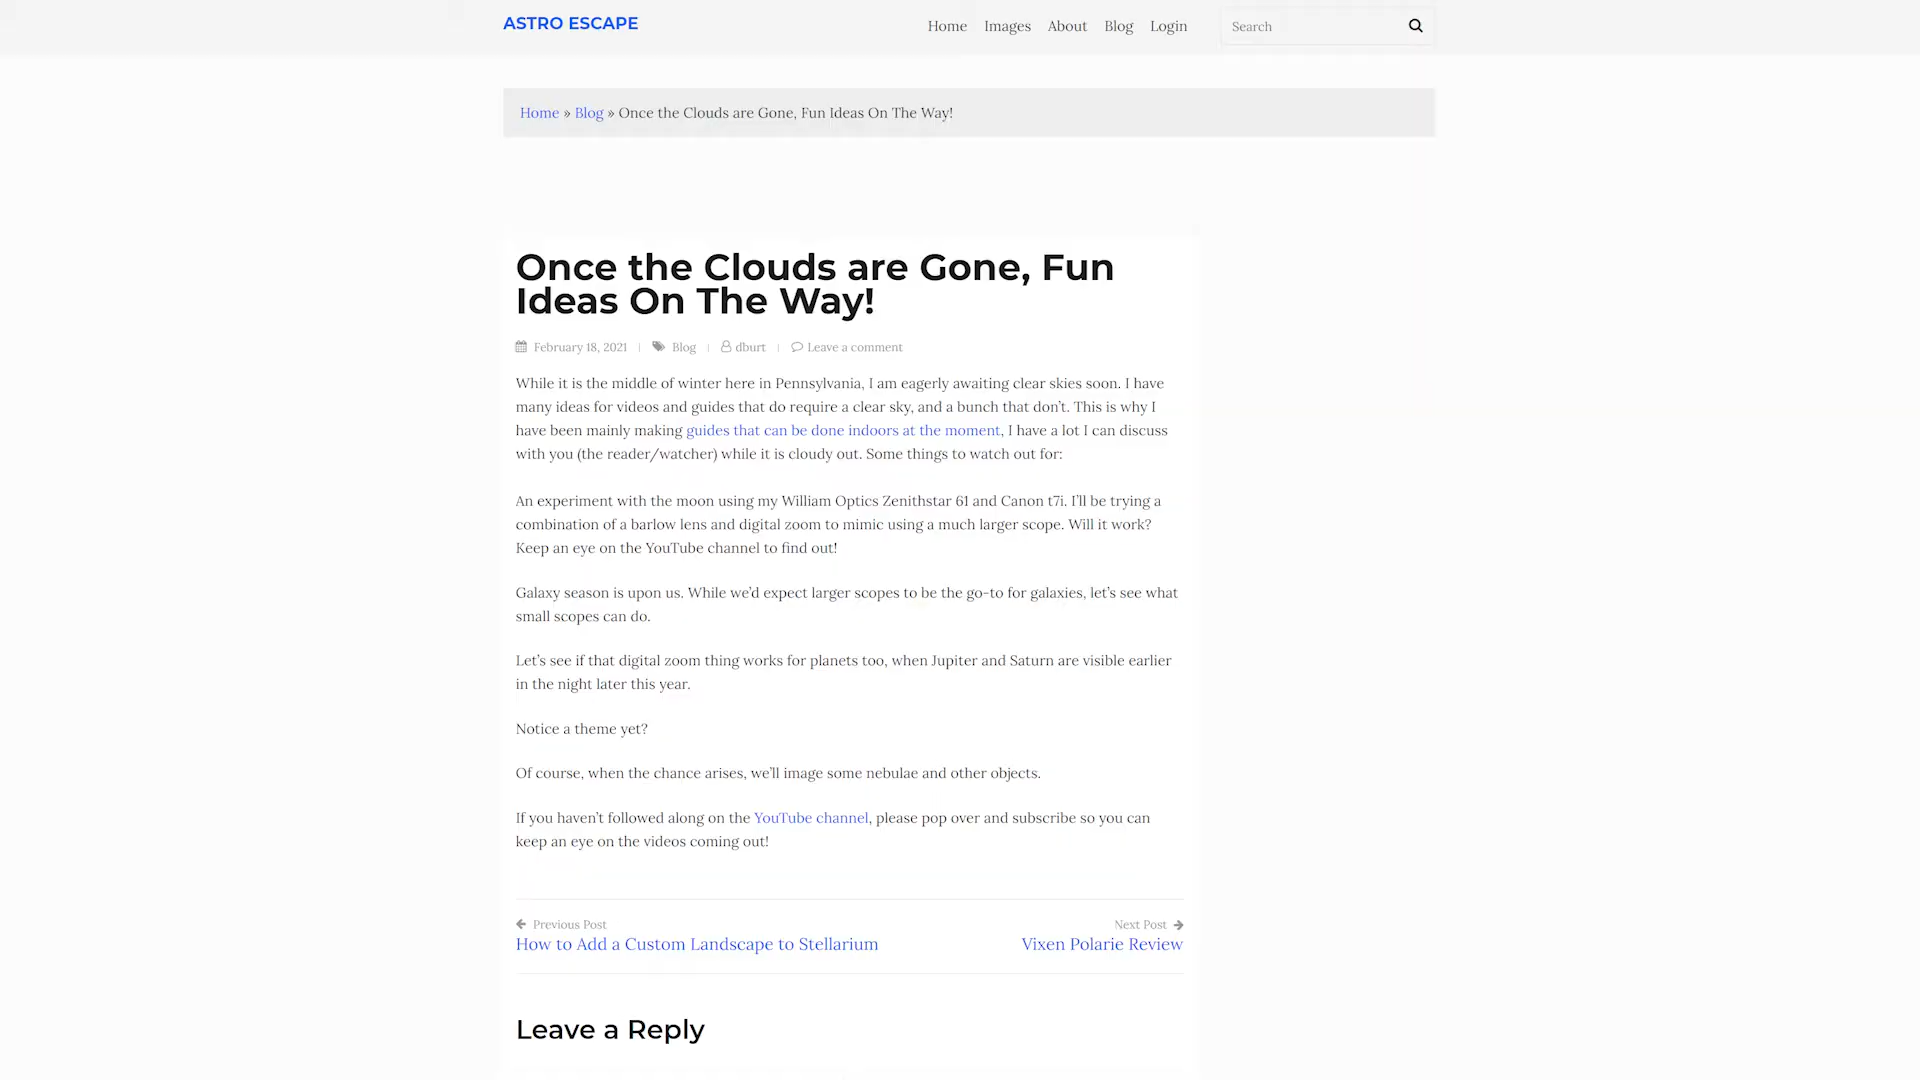 ASTRO ESCAPE
Home Images About Blog Login Search
Home » Blog » Once the Clouds are Gone, Fun Ideas On The Way!
Once the Clouds are Gone, Fun
Ideas On The Way!
February 18, 2021 | Blog | dburt | Leave a comment
While it is the middle of winter here in Pennsylvania, I am eagerly awaiting clear skies soon. I have
many ideas for videos and guides that do require a clear sky, and a bunch that don’t. This is why I
have been mainly making guides that can be done indoors at the moment, I have a lot I can discuss
with you (the reader/watcher) while it is cloudy out. Some things to watch out for:
An experiment with the moon using my William Optics Zenithstar 61 and Canon t7i. I’ll be trying a
combination of a barlow lens and digital zoom to mimic using a much larger scope. Will it work?
Keep an eye on the YouTube channel to find out!
Galaxy season is upon us. While we’d expect larger scopes to be the go-to for galaxies, let’s see what
small scopes can do.
Let’s see if that digital zoom thing works for planets too, when Jupiter and Saturn are visible earlier
in the night later this year.
Notice a theme yet?
Of course, when the chance arises, we’ll image some nebulae and other objects.
If you haven’t followed along on the YouTube channel, please pop over and subscribe so you can
keep an eye on the videos coming out!
Previous Post
How to Add a Custom Landscape to Stellarium
Next Post
Vixen Polarie Review
Leave a Reply